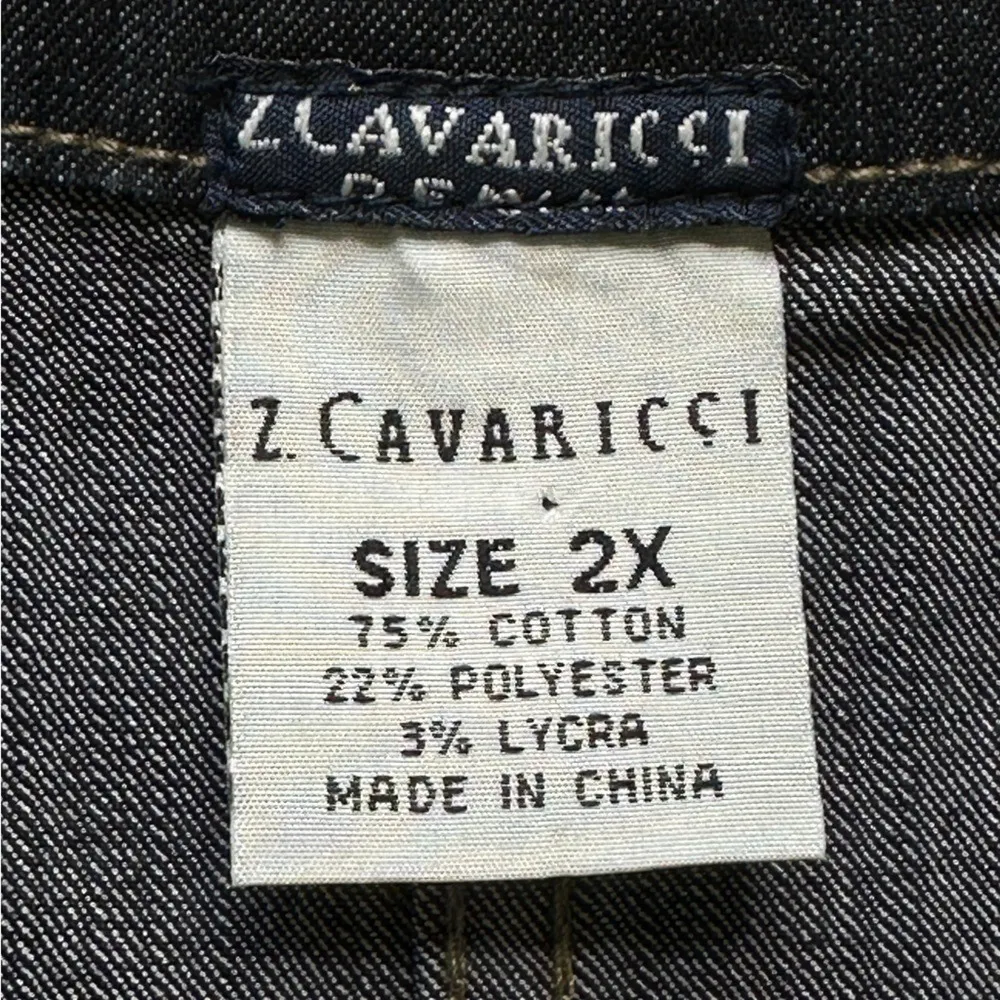 Z CAVARICCI
Z. CAVARICCI
SIZE 2X
75% COTTON
22% POLYESTER
3% LYCRA
MADE IN CHINA